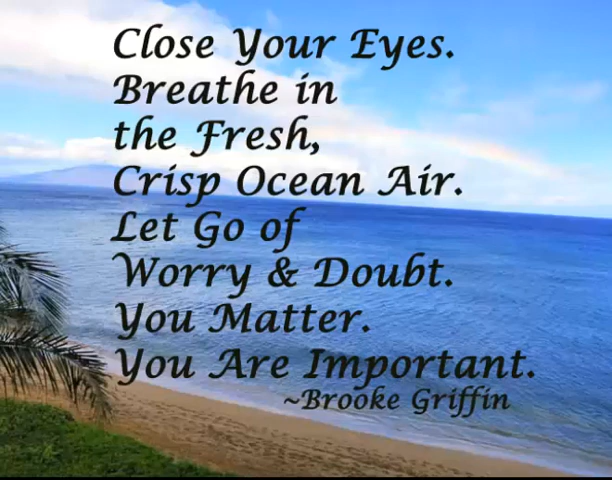 Close Your Eyes.
Breathe in
the Fresh,
Crisp Ocean Air.
Let Go of
Worry & Doubt.
You Matter.
You Are Important.
~Brooke Griffin